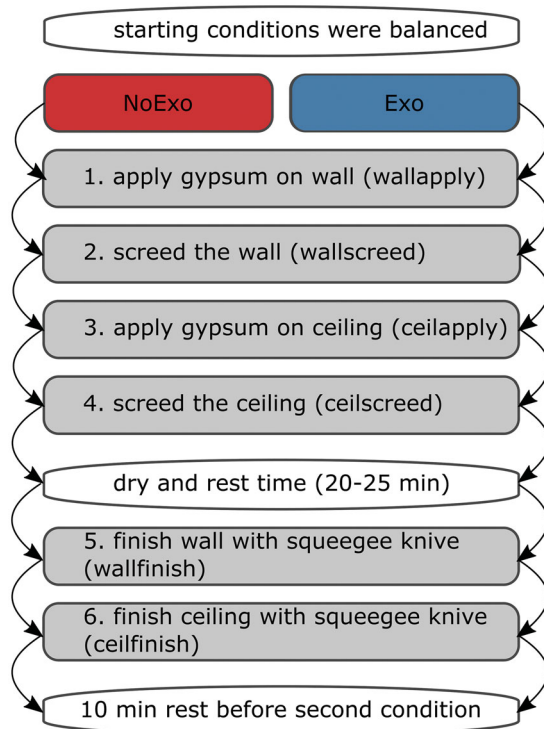 starting conditions were balanced
NoExo
Exo
1. apply gypsum on wall (wallapply)
2. screed the wall (wallscreed)
3. apply gypsum on ceiling (ceilapply)
4. screed the ceiling (ceilscreed)
dry and rest time (20-25 min)
5. finish wall with squeegee knive
(wallfinish)
6. finish ceiling with squeegee knive
(ceilfinish)
10 min rest before second condition